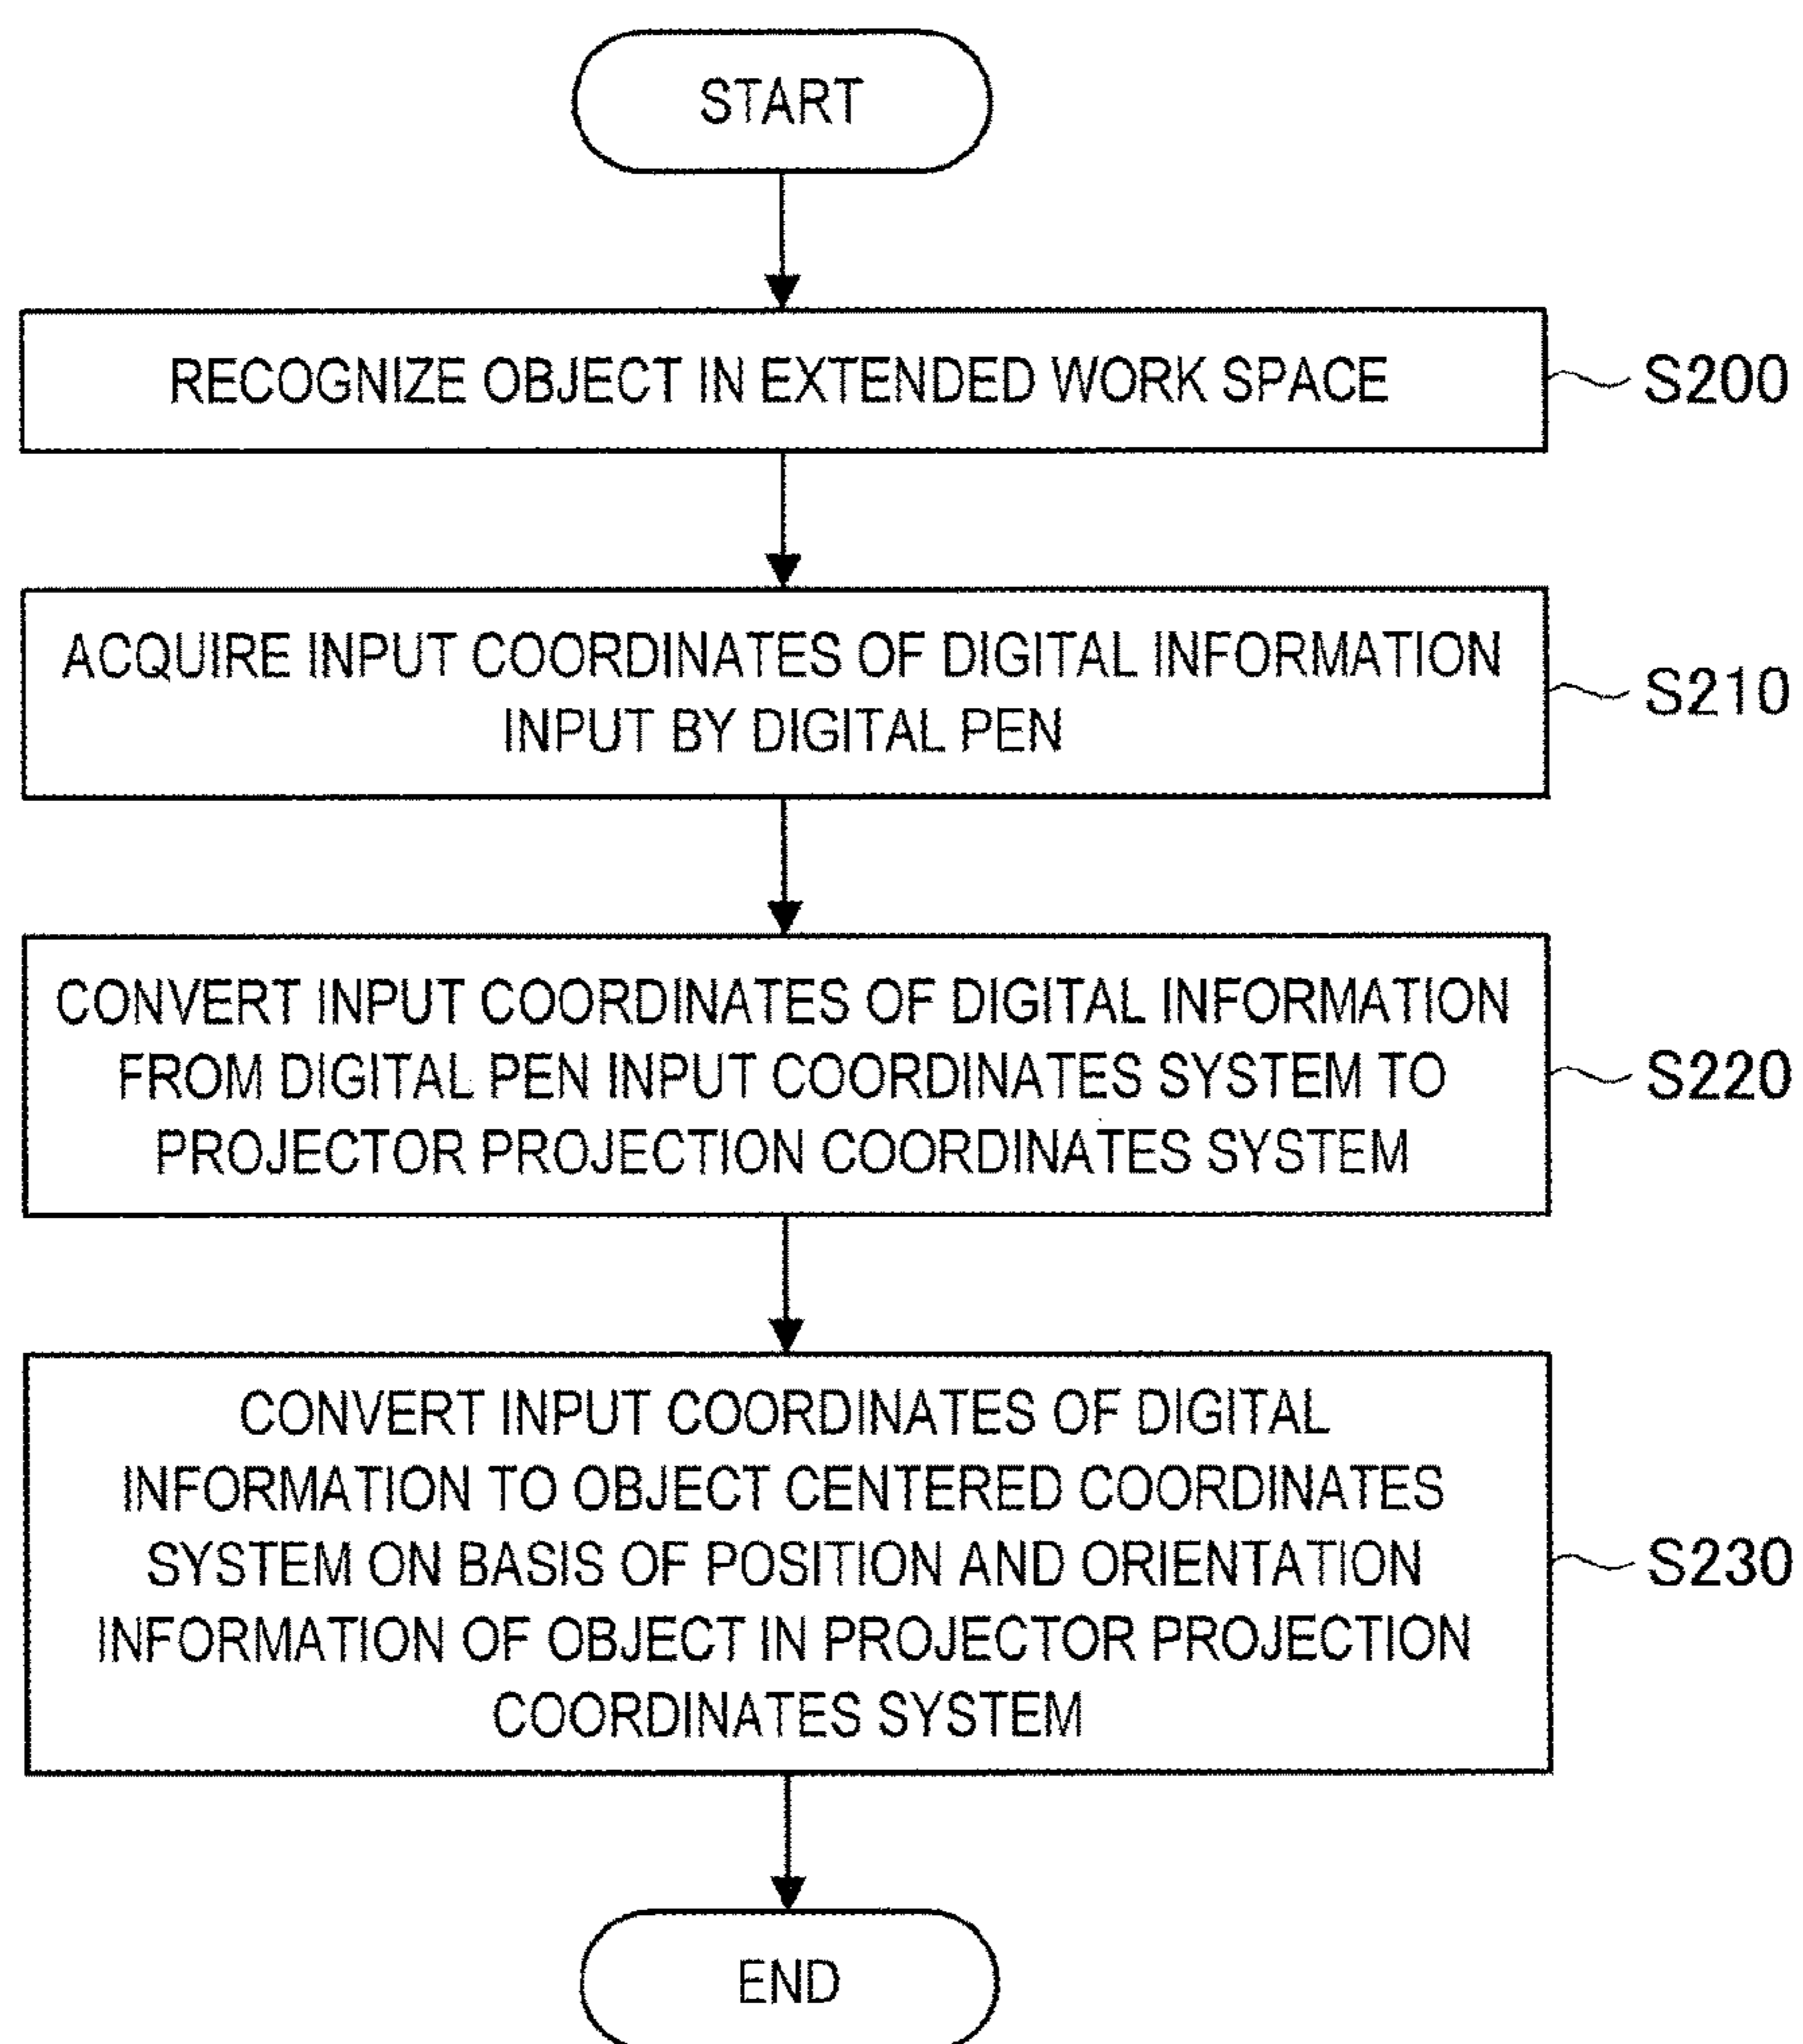 START
RECOGNIZE OBJECT IN EXTENDED WORK SPACE
S200
ACQUIRE INPUT COORDINATES OF DIGITAL INFORMATION
INPUT BY DIGITAL PEN
S210
CONVERT INPUT COORDINATES OF DIGITAL INFORMATION
FROM DIGITAL PEN INPUT COORDINATES SYSTEM TO
PROJECTOR PROJECTION COORDINATES SYSTEM
S220
CONVERT INPUT COORDINATES OF DIGITAL
INFORMATION TO OBJECT CENTERED COORDINATES
SYSTEM ON BASIS OF POSITION AND ORIENTATION
INFORMATION OF OBJECT IN PROJECTOR PROJECTION
COORDINATES SYSTEM
S230
END